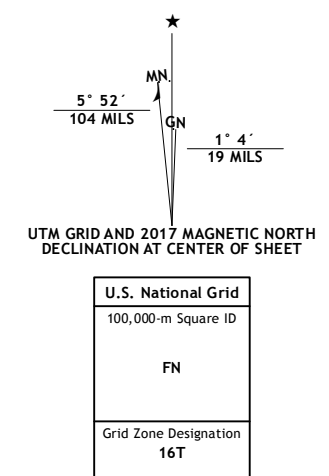 MN
5° 52´
104 MILS
GN
1° 4´
19 MILS
UTM GRID AND 2017 MAGNETIC NORTH
DECLINATION AT CENTER OF SHEET
U.S. National Grid
100,000-m Square ID
FN
Grid Zone Designation
16T